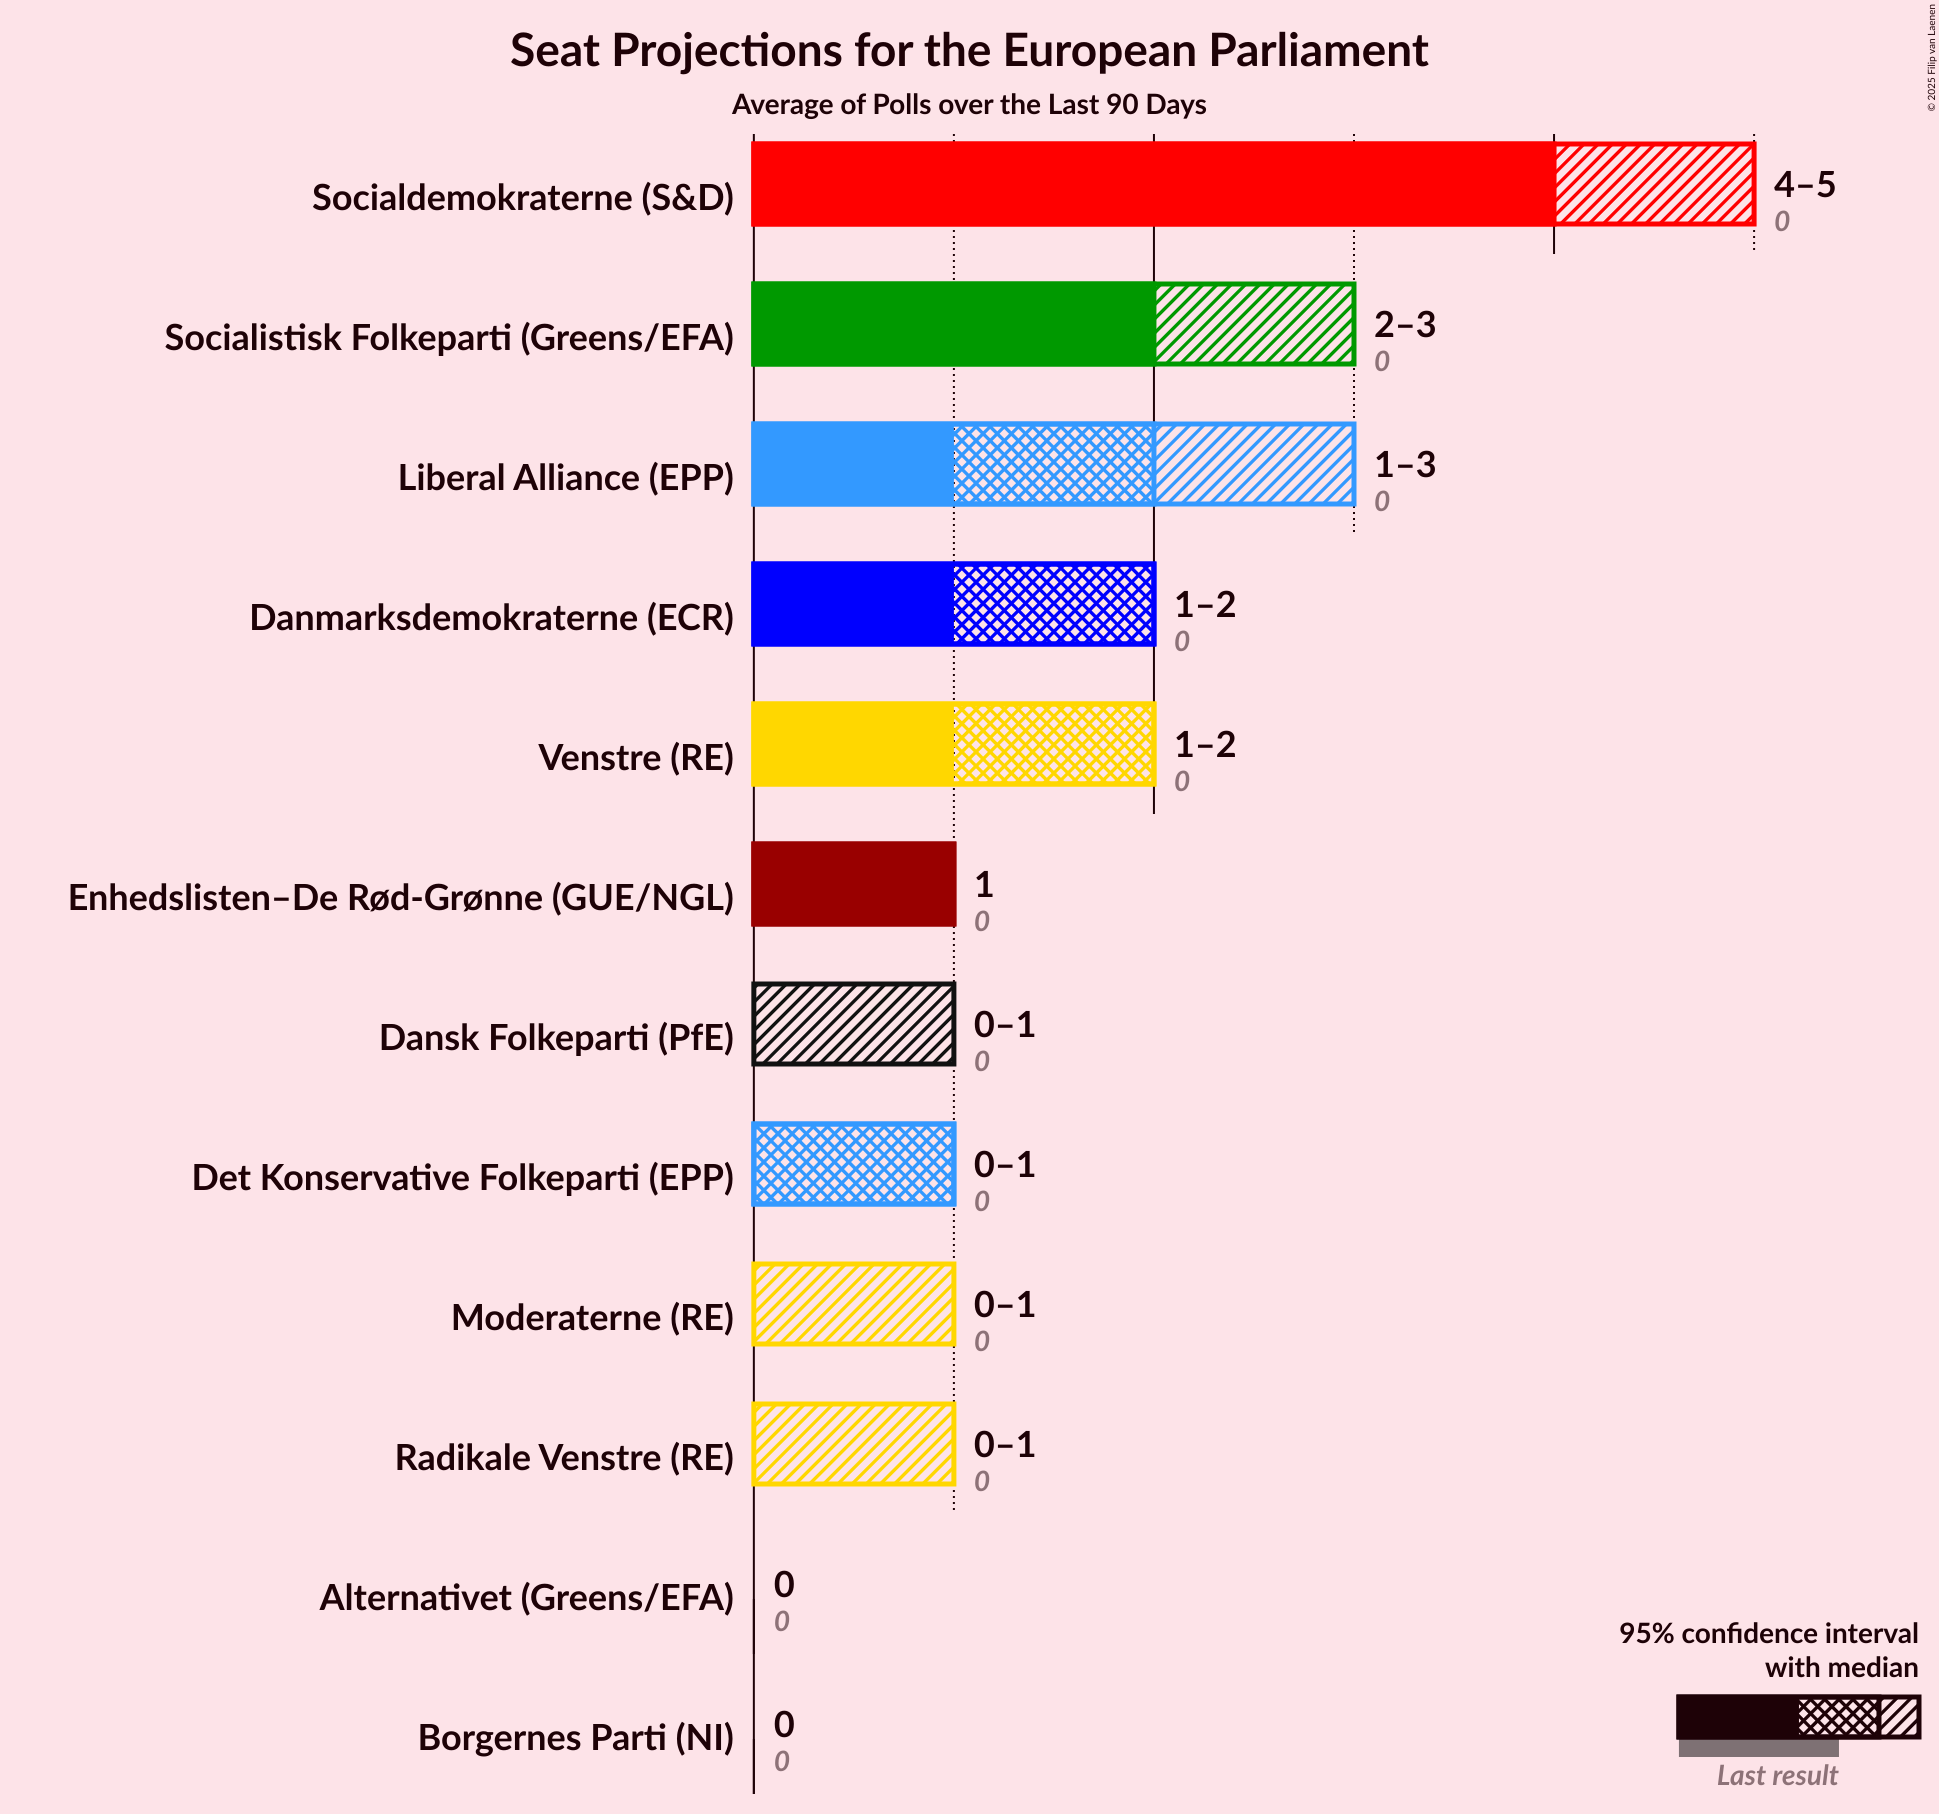 Seat Projections for the European Parliament
Average of Polls over the Last 90 Days
© 2025 Filip van Laenen
Socialdemokraterne (S&D)
4–5
0
Socialistisk Folkeparti (Greens/EFA)
2–3
0
Liberal Alliance (EPP)
1–3
0
Danmarksdemokraterne (ECR)
1–2
0
Venstre (RE)
1–2
0
Enhedslisten–De Rød-Grønne (GUE/NGL)
1
0
Dansk Folkeparti (PfE)
0–1
0
Det Konservative Folkeparti (EPP)
0–1
0
Moderaterne (RE)
0–1
0
Radikale Venstre (RE)
0–1
0
Alternativet (Greens/EFA)
0
0
Borgernes Parti (NI)
0
0
95% confidence interval
with median
Last result